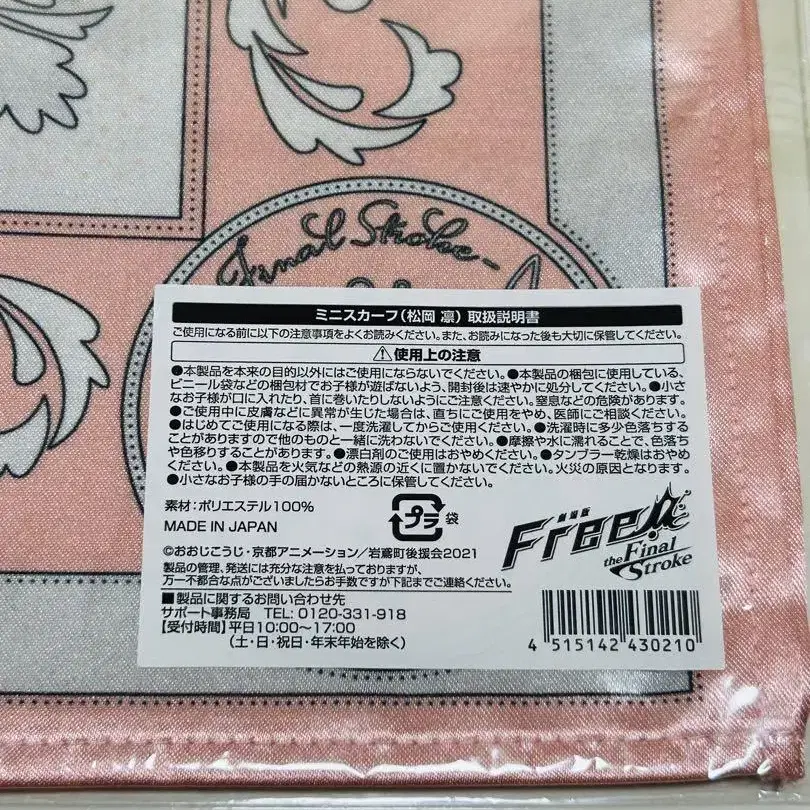 Final Stroke -
ミニスカーフ(松岡 凛) 取扱説明書
ご使用になる前に以下の注意事項をよくお読みください。また、お読みになった後も大切に保管してください。
⚠使用上の注意
●本製品を本来の目的以外にはご使用にならないでください。●本製品の梱包に使用している、
ビニール袋などの梱包材でお子様が遊ばないよう、開封後は速やかに処分してください。●小さ
なお子様が口に入れたり、首に巻いたりしないようにご注意ください。窒息などの危険があります。
●ご使用中に皮膚などに異常が生じた場合は、直ちにご使用をやめ、医師にご相談ください。
●はじめてご使用になる際は、一度洗濯してからご使用ください。●洗濯時に多少色落ちする
ことがありますので他のものと一緒に洗わないでください。●摩擦や水に濡れることで、色落ち
や色移りすることがあります。●漂白剤のご使用はおやめください。●タンブラー乾燥はおやめ
ください。●本製品を火気などの熱源の近くに置かないでください。火災の原因となります。
●小さなお子様の手の届かないところに保管してください。
素材:ポリエステル100%
MADE IN JAPAN
プラ 袋
劇場版
Free!
the Final
Stroke
©おおじこうじ・京都アニメーション/岩鳶町後援会2021
製品の管理、発送には充分な注意を払っておりますが、
万一不都合な点がございましたらお手数ですが下記までご連絡ください。
■製品に関するお問い合わせ先
サポート事務局 TEL: 0120-331-918
【受付時間】平日10:00〜17:00
(土・日・祝日・年末年始を除く)
4 515142 430210